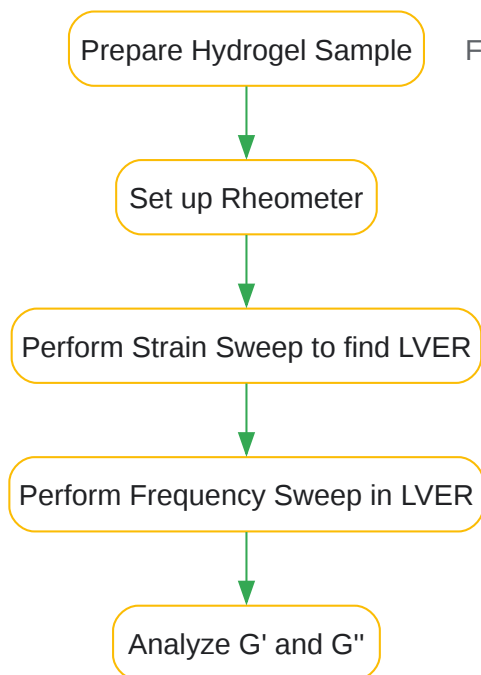 Prepare Hydrogel Sample F
Set up Rheometer
Perform Strain Sweep to find LVER
Perform Frequency Sweep in LVER
Analyze G' and G''